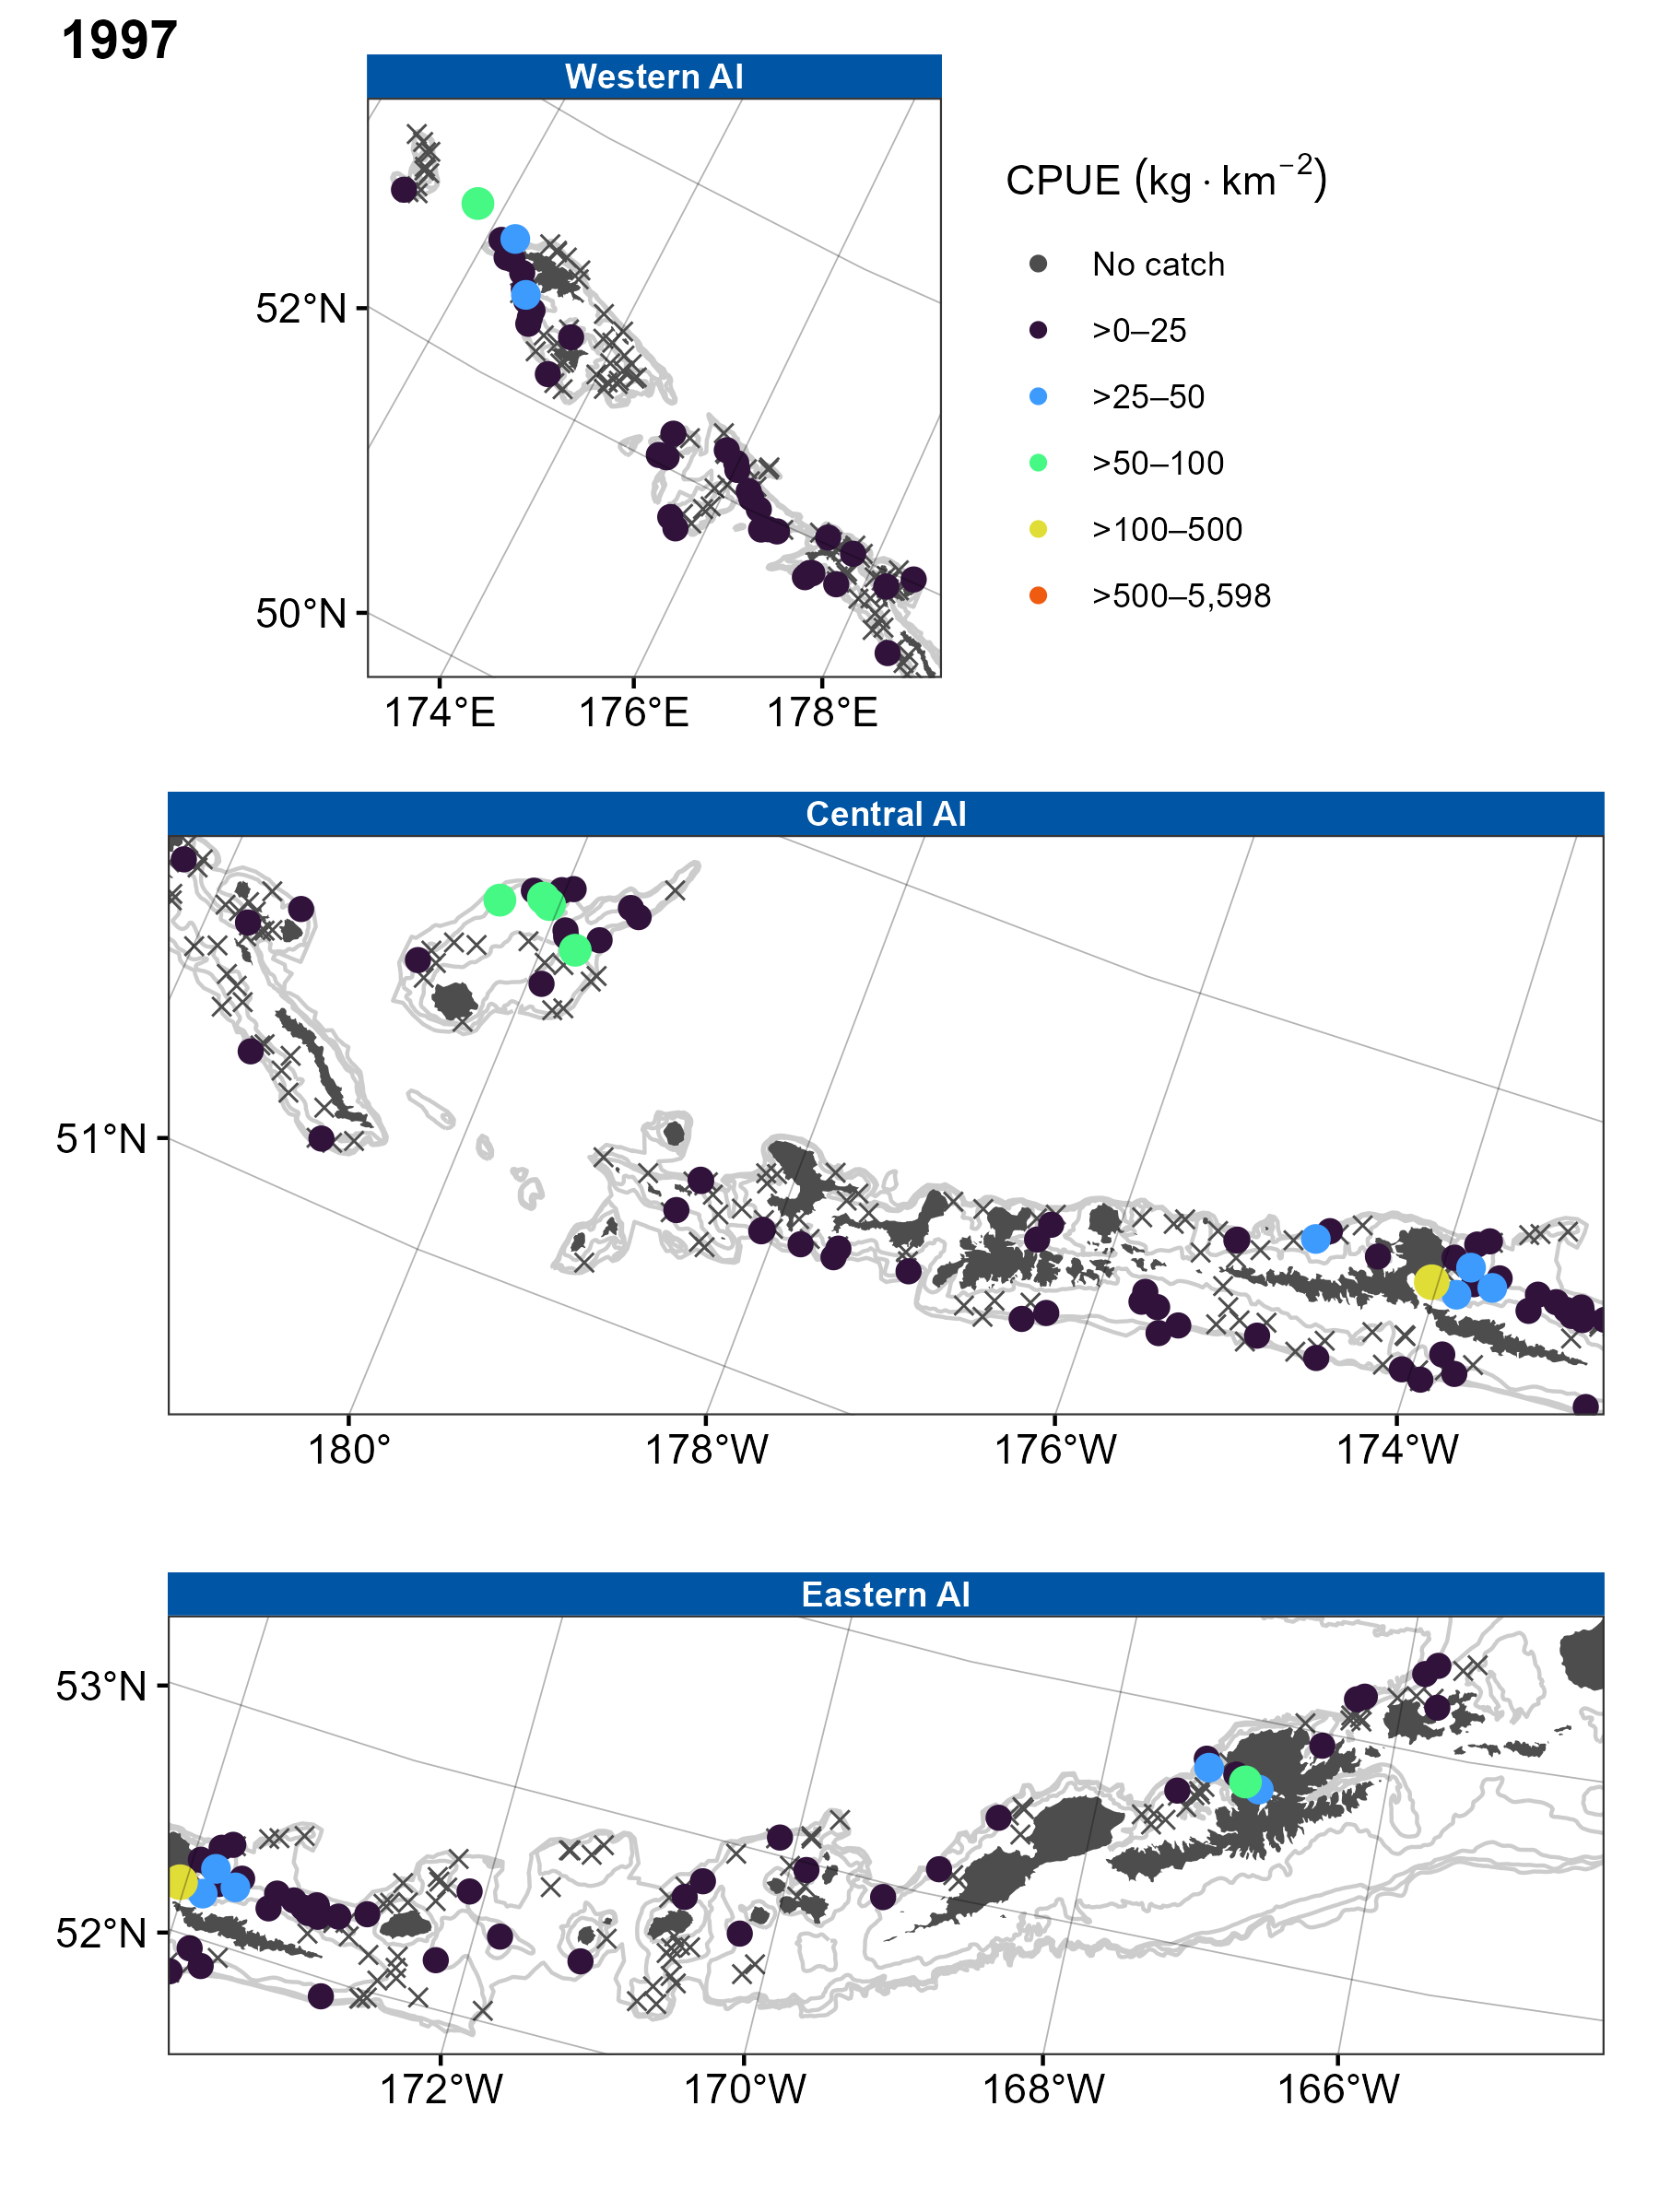 1997
Western AI
CPUE (kg · km−2)
No catch
>0–25
>25–50
>50–100
>100–500
>500–5,598
52°N
50°N
174°E 176°E 178°E
Central AI
51°N
180° 178°W 176°W 174°W
Eastern AI
53°N
52°N
172°W 170°W 168°W 166°W